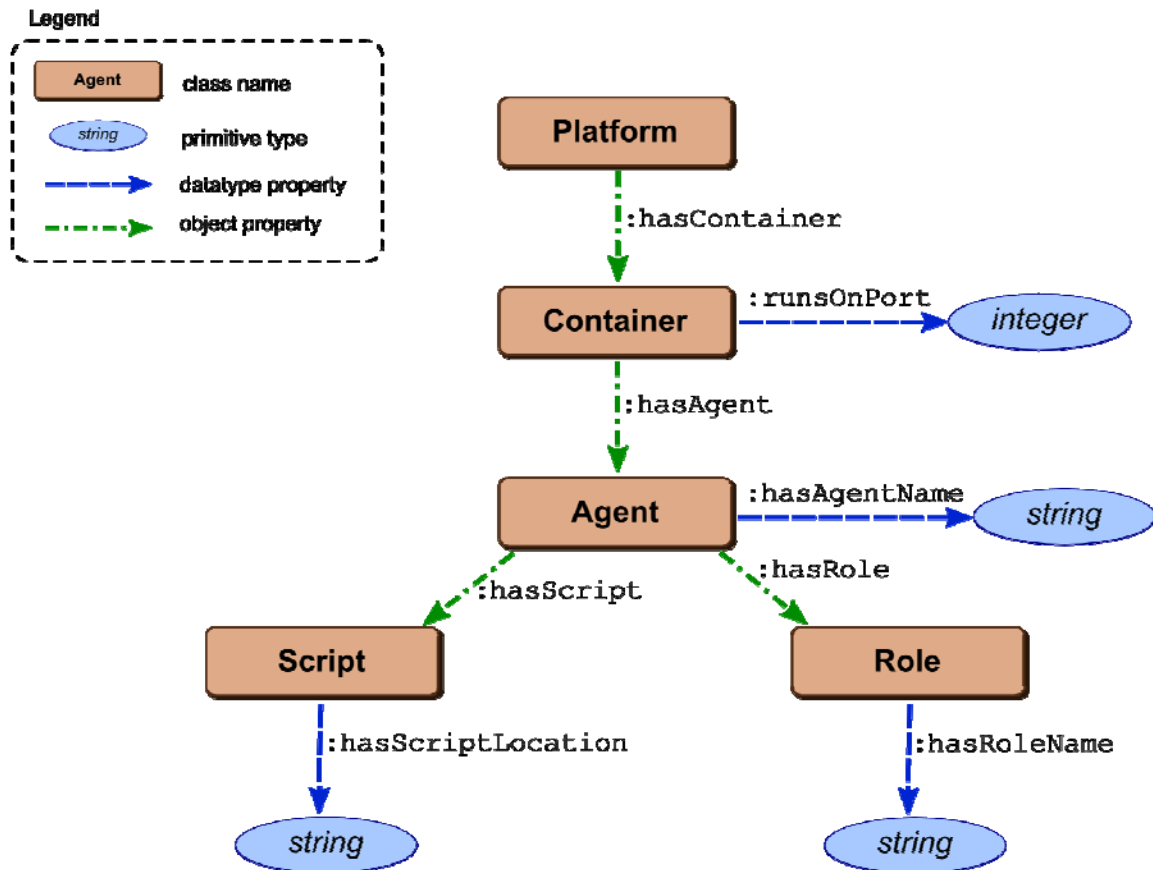 Legend
Agent
class name
string
primitive type
datatype property
object property
Platform
:hasContainer
Container
:runsOnPort
integer
:hasAgent
Agent
:hasAgentName
string
:hasScript
:hasRole
Script
Role
:hasScriptLocation
:hasRoleName
string
string